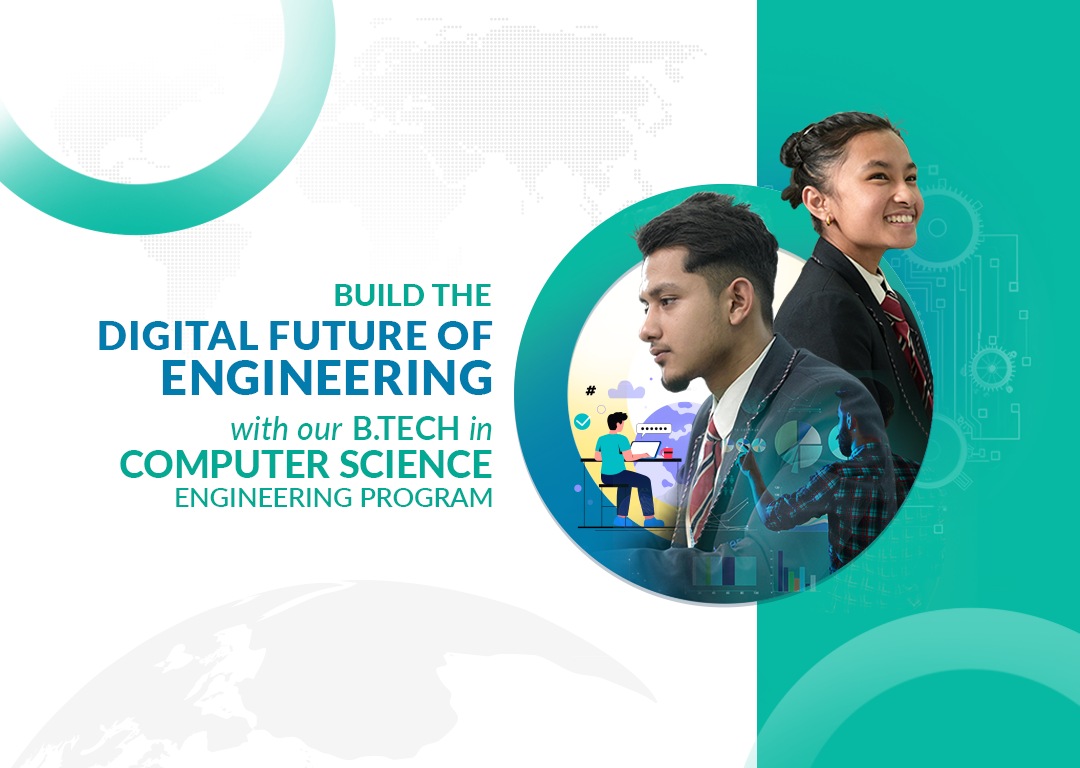 BUILD THE
DIGITAL FUTURE OF
ENGINEERING
with our B.TECH in
COMPUTER SCIENCE
ENGINEERING PROGRAM
#